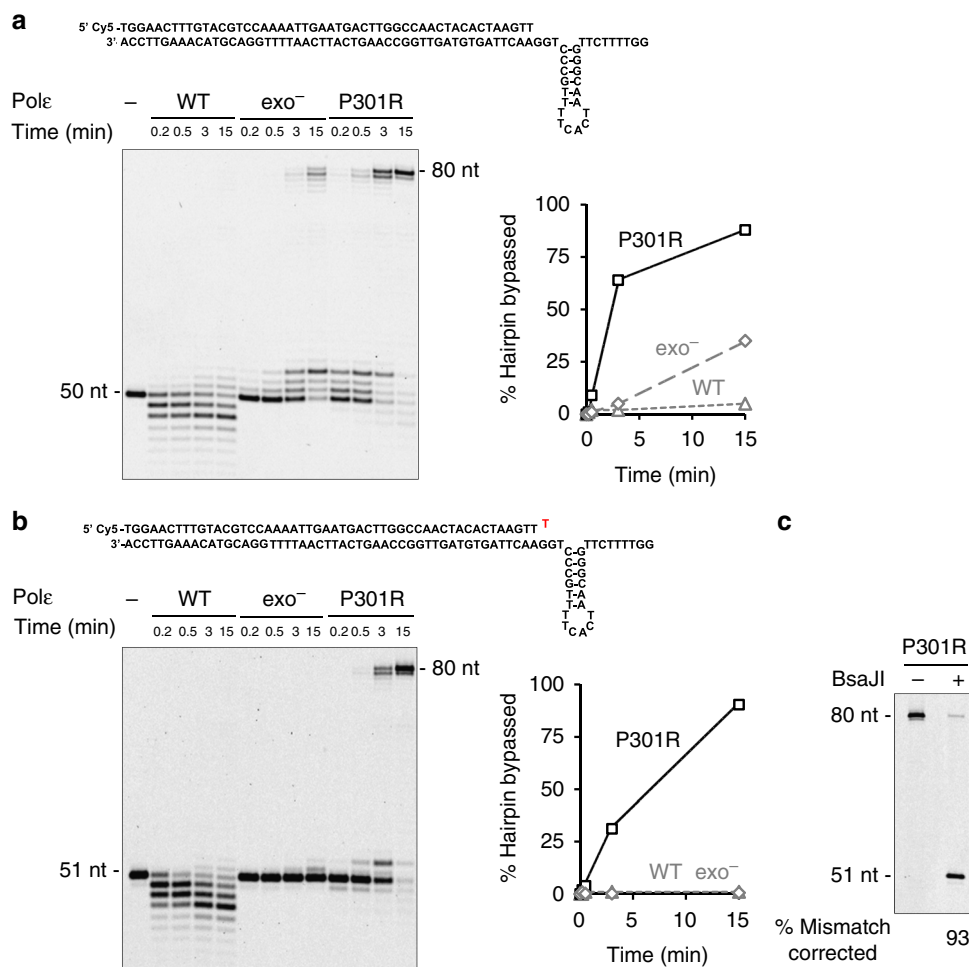 a
5' Cy5 -TGGAACTTTGTACGTCCAAAATTGAATGACTTGGCCAACTACACTAAGTT
3'- ACCTTGAAACATGCAGGTTTTAACTTACTGAACCGGTTGATGTGATTCAAGGT TTCTTTTGG
C-G
C-G
C-G
G-C
T-A
T-A
T T
T C
C A
Polε – WT exo– P301R
Time (min) 0.2 0.5 3 15 0.2 0.5 3 15 0.2 0.5 3 15
- 80 nt
50 nt -
% Hairpin bypassed
100
75
50
25
0
P301R
exo–
WT
0 5 10 15
Time (min)
b
T
5' Cy5-TGGAACTTTGTACGTCCAAAATTGAATGACTTGGCCAACTACACTAAGTT
3'-ACCTTGAAACATGCAGGTTTTAACTTACTGAACCGGTTGATGTGATTCAAGGT TTCTTTTGG
C-G
C-G
C-G
G-C
T-A
T-A
T T
T C
C A
Polε – WT exo– P301R
Time (min) 0.2 0.5 3 15 0.2 0.5 3 15 0.2 0.5 3 15
- 80 nt
51 nt -
% Hairpin bypassed
100
75
50
25
0
P301R
WT exo–
0 5 10 15
Time (min)
c
P301R
BsaJI – +
80 nt -
51 nt -
% Mismatch corrected 93